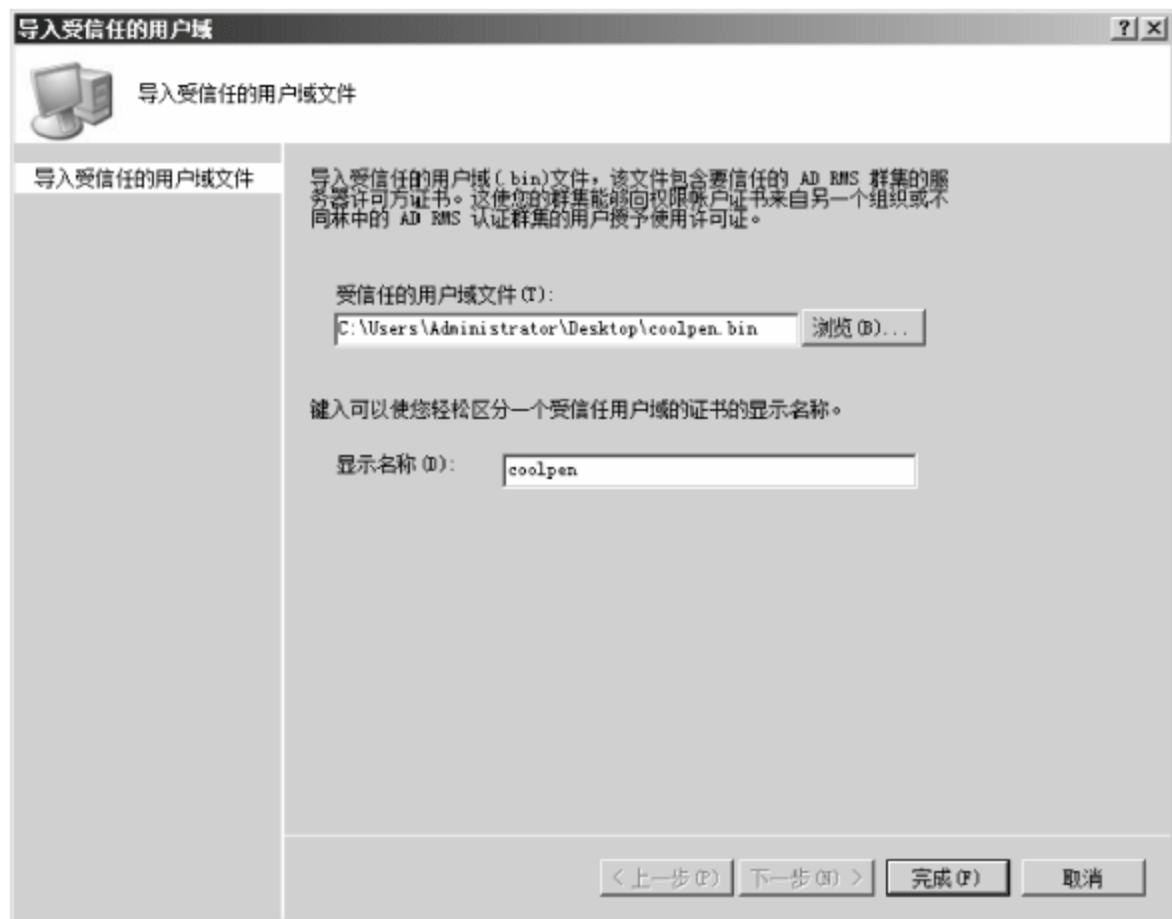 导入受信任的用户域
导入受信任的用户域文件
导入受信任的用户域文件
导入受信任的用户域(.bin)文件，该文件包含要信任的 AD RMS 群集的服
务器许可方证书。这使您的群集能够向权限帐户证书来自另一个组织或不
同林中的 AD RMS 认证群集的用户授予使用许可证。
受信任的用户域文件(T):
C:\Users\Administrator\Desktop\coolpen.bin
浏览(B)...
键入可以使您轻松区分一个受信任用户域的证书的显示名称。
显示名称(D):
coolpen
< 上一步(P)
下一步(N) >
完成(F)
取消